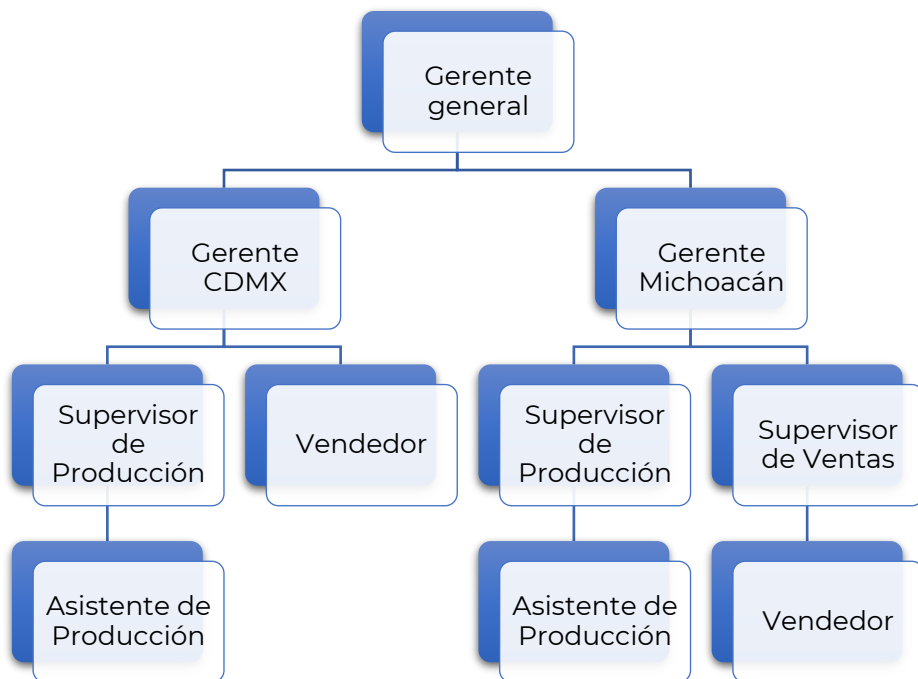 Gerente
general
Gerente
CDMX
Gerente
Michoacán
Supervisor
de
Producción
Vendedor
Supervisor
de
Producción
Supervisor
de Ventas
Asistente de
Producción
Asistente de
Producción
Vendedor